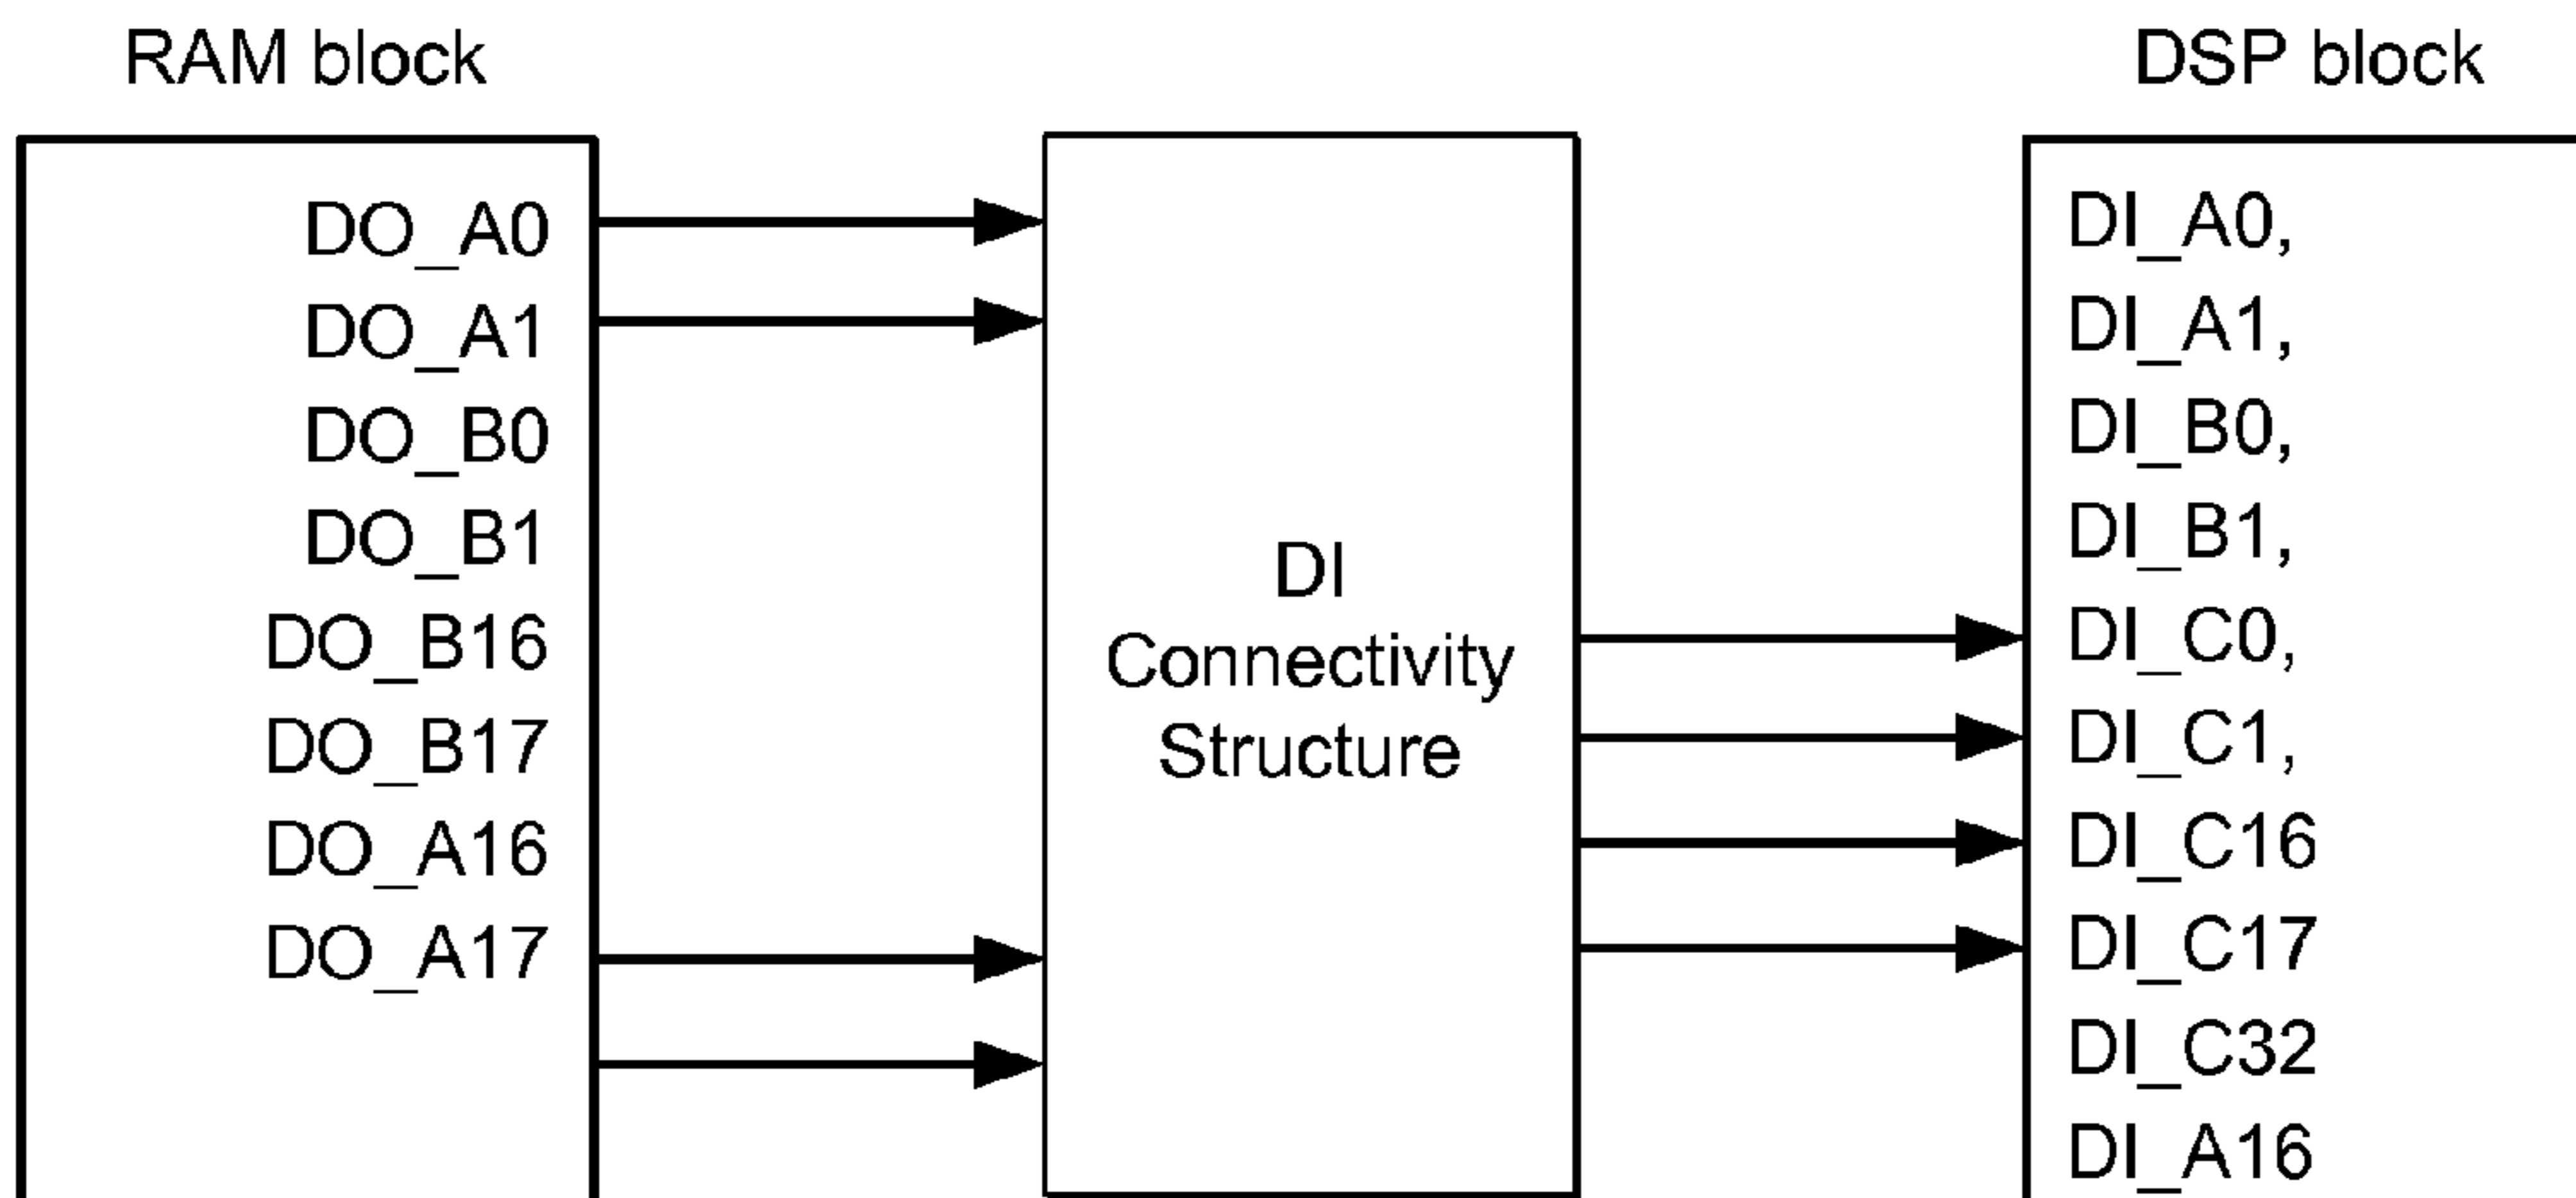 RAM block
DO_A0
DO_A1
DO_B0
DO_B1
DO_B16
DO_B17
DO_A16
DO_A17
DI
Connectivity
Structure
DSP block
DI_A0,
DI_A1,
DI_B0,
DI_B1,
DI_C0,
DI_C1,
DI_C16
DI_C17
DI_C32
DI_A16